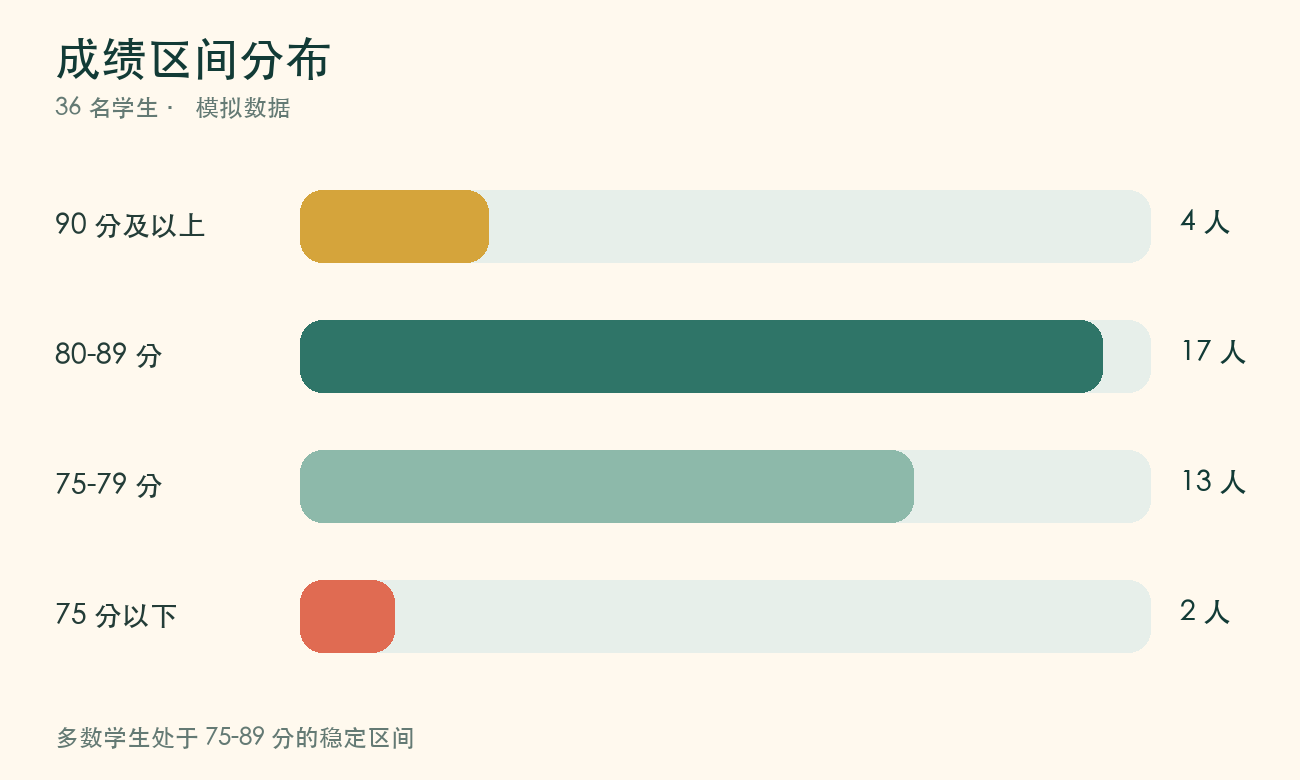 成绩区间分布
36 名学生 · 模拟数据
90 分及以上 4 人
80-89 分 17 人
75-79 分 13 人
75 分以下 2 人
多数学生处于 75-89 分的稳定区间